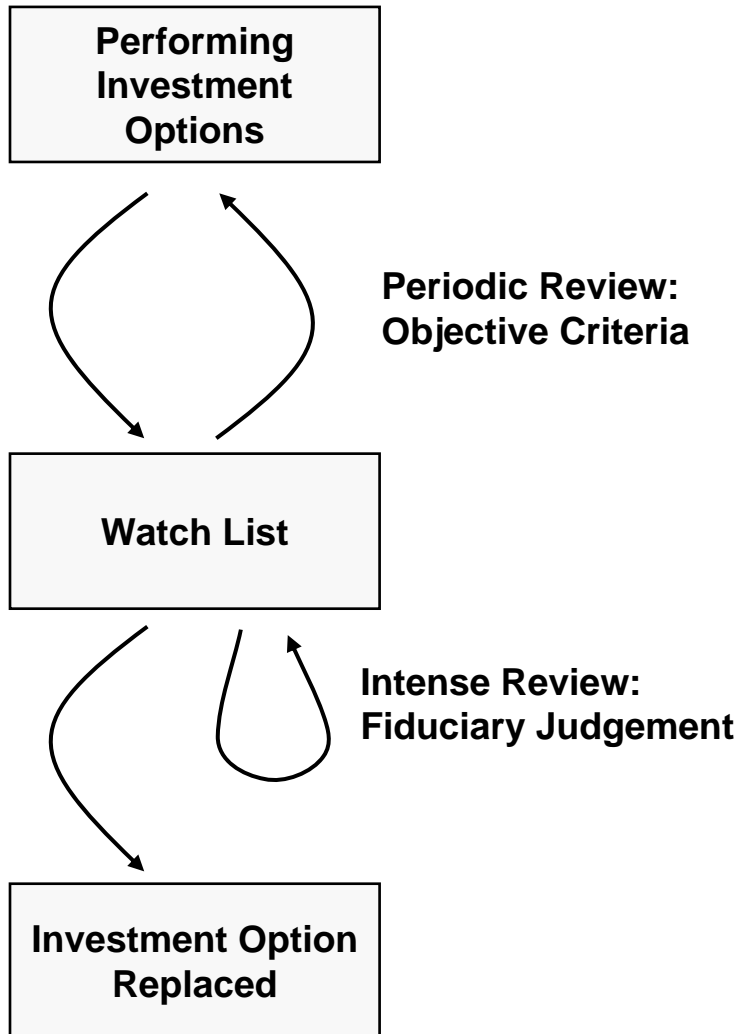 Performing
Investment
Options
Periodic Review:
Objective Criteria
Watch List
Intense Review:
Fiduciary Judgement
Investment Option
Replaced